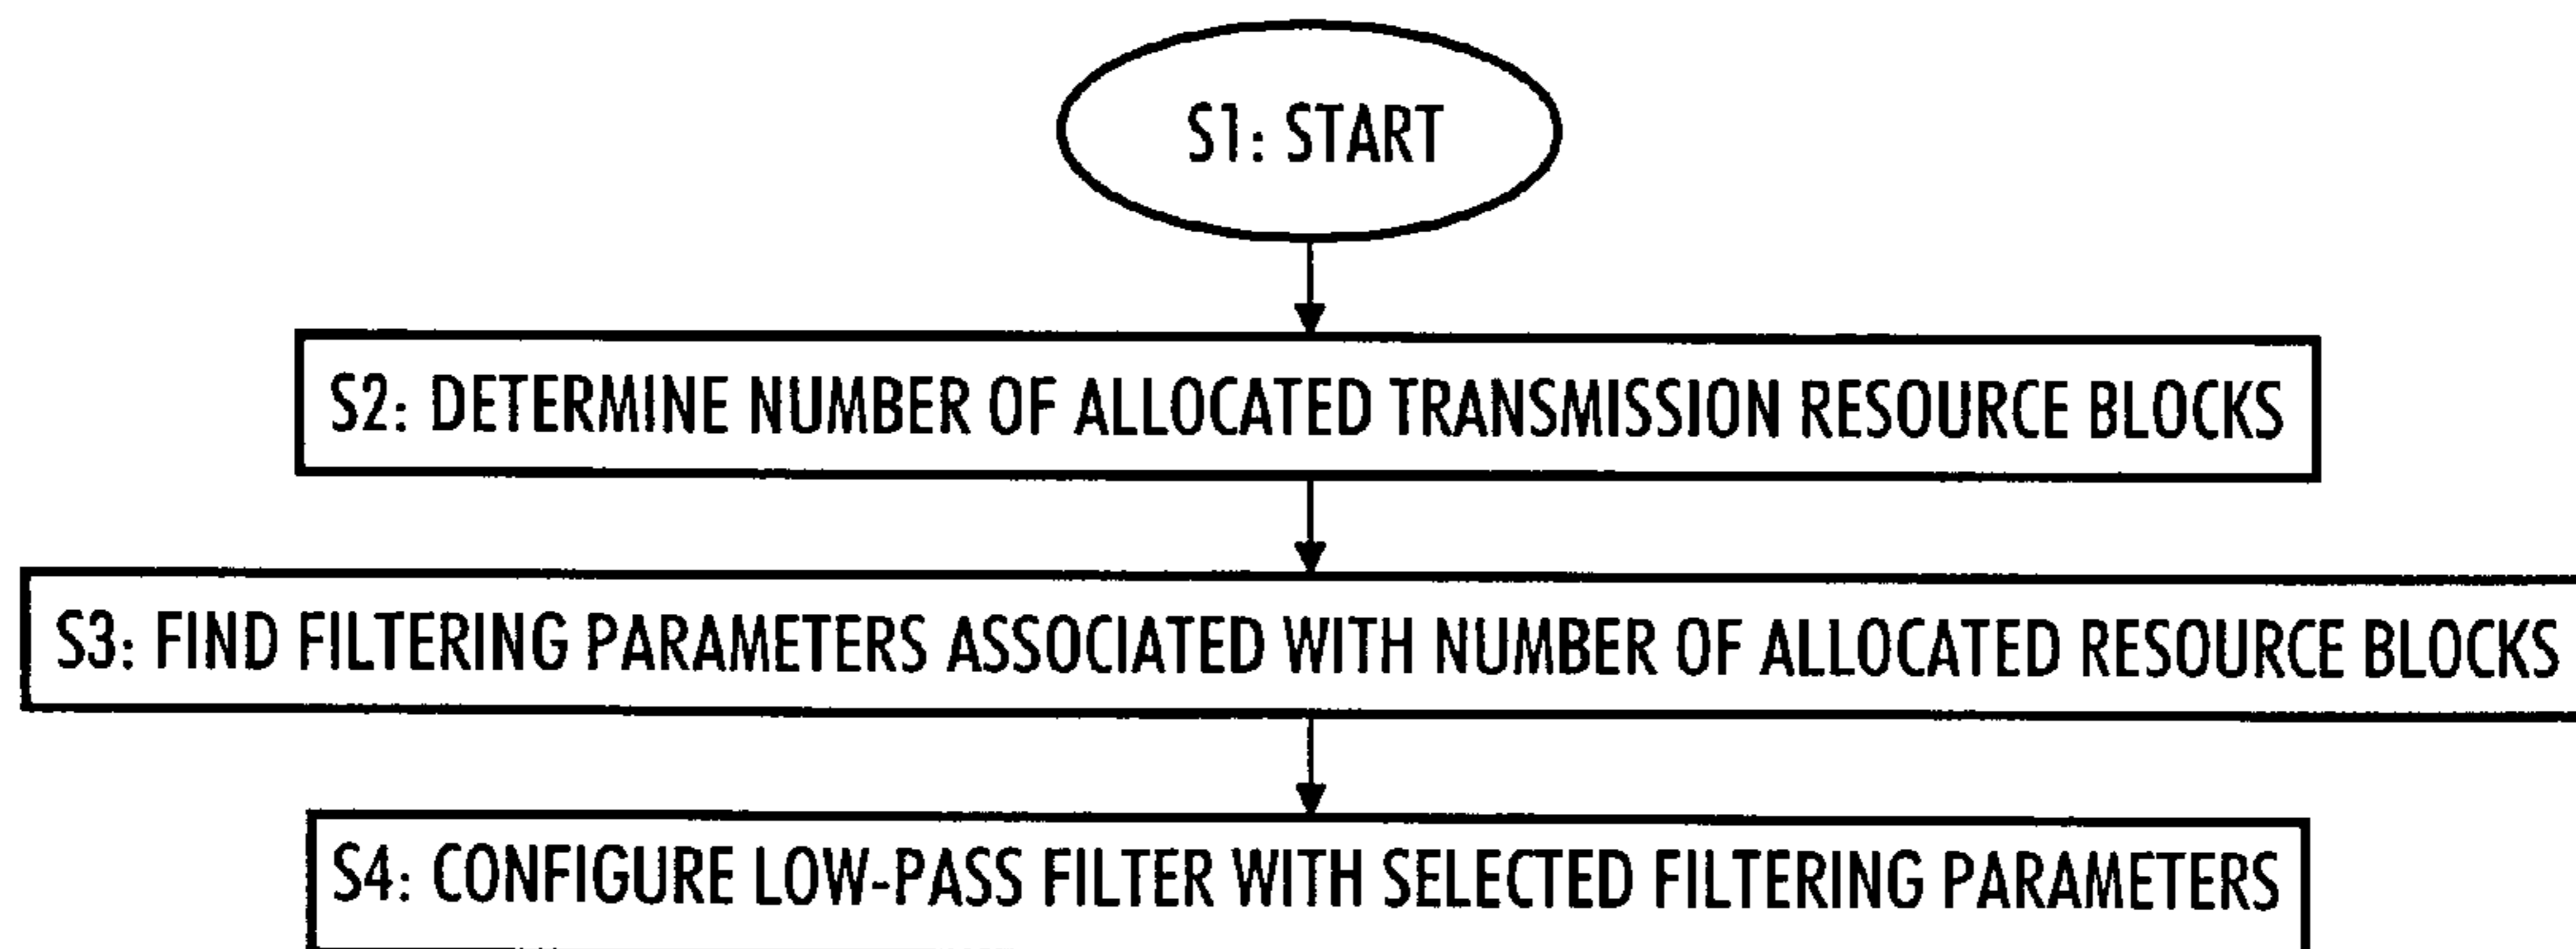 S1: START
S2: DETERMINE NUMBER OF ALLOCATED TRANSMISSION RESOURCE BLOCKS
S3: FIND FILTERING PARAMETERS ASSOCIATED WITH NUMBER OF ALLOCATED RESOURCE BLOCKS
S4: CONFIGURE LOW-PASS FILTER WITH SELECTED FILTERING PARAMETERS